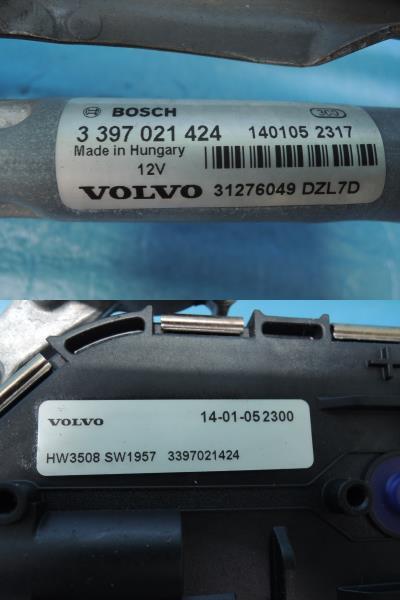 BOSCH 365
3 397 021 424 140105 2317
Made in Hungary
12V
VOLVO 31276049 DZL7D
VOLVO 14-01-05 2300
HW3508 SW1957 3397021424